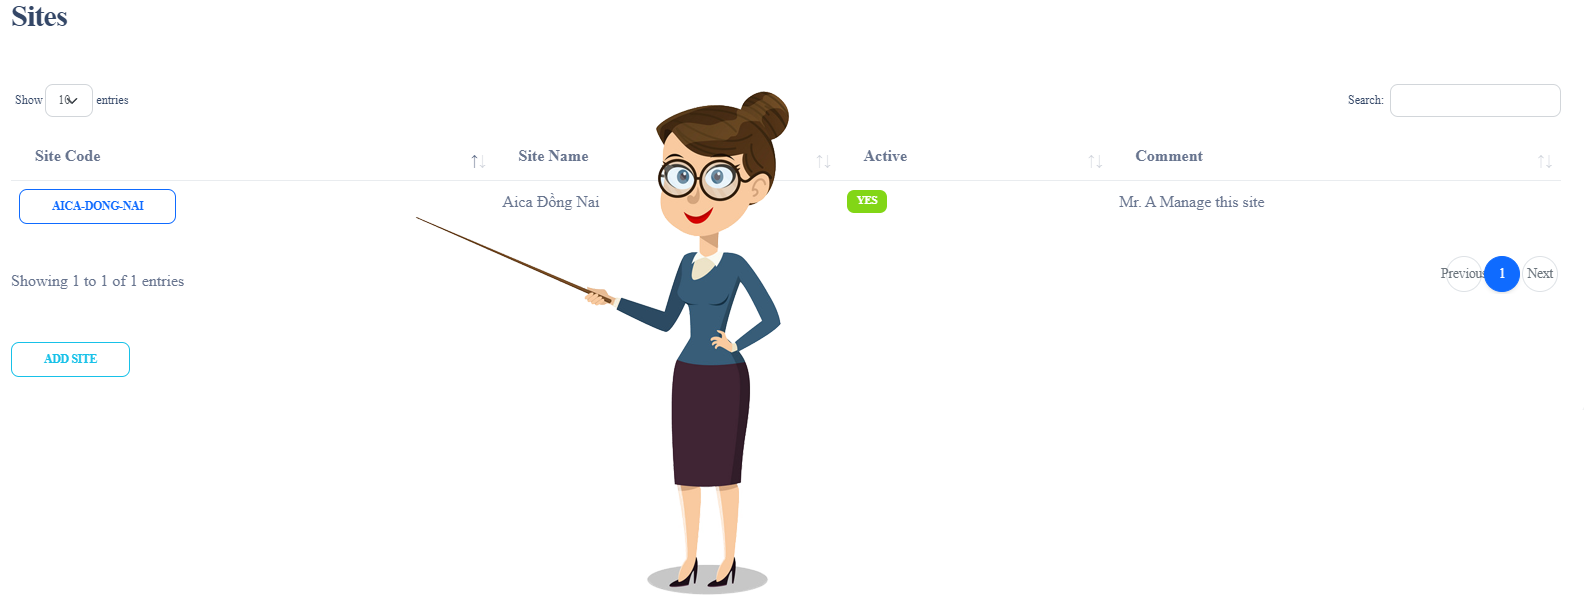 Sites
Show 10 entries
Search:
Site Code Site Name Active Comment
AICA-DONG-NAI Aica Đồng Nai YES Mr. A Manage this site
Showing 1 to 1 of 1 entries
Previous 1 Next
ADD SITE